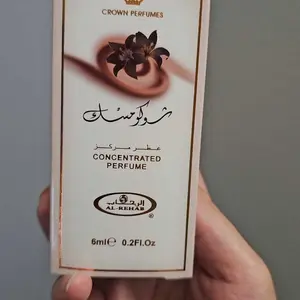 CROWN PERFUMES
شوكو مسك
عطر مركز
CONCENTRATED
PERFUME
الرحاب
AL-REHAB
®
6ml℮ 0.2Fl.Oz